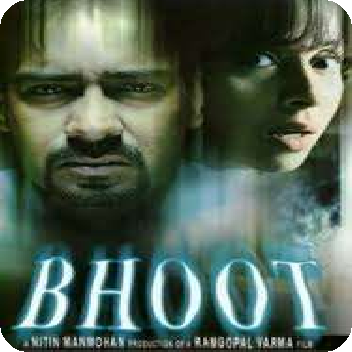 BHOOT
A NITIN MANMOHAN PRODUCTION OF A RAMGOPAL VARMA FILM